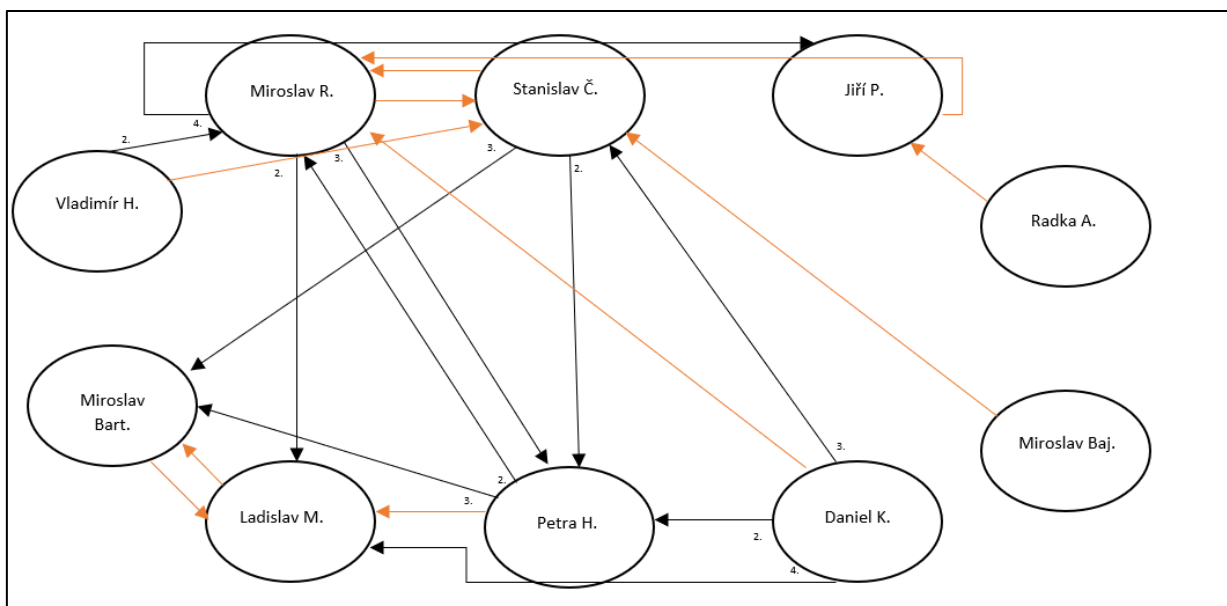 Miroslav R.
Stanislav Č.
Jiří P.
4.
2.
3.
3.
2.
2.
Vladimír H.
Radka A.
Miroslav
Bart.
Miroslav Baj.
3.
2.
3.
Ladislav M.
Petra H.
Daniel K.
2.
4.